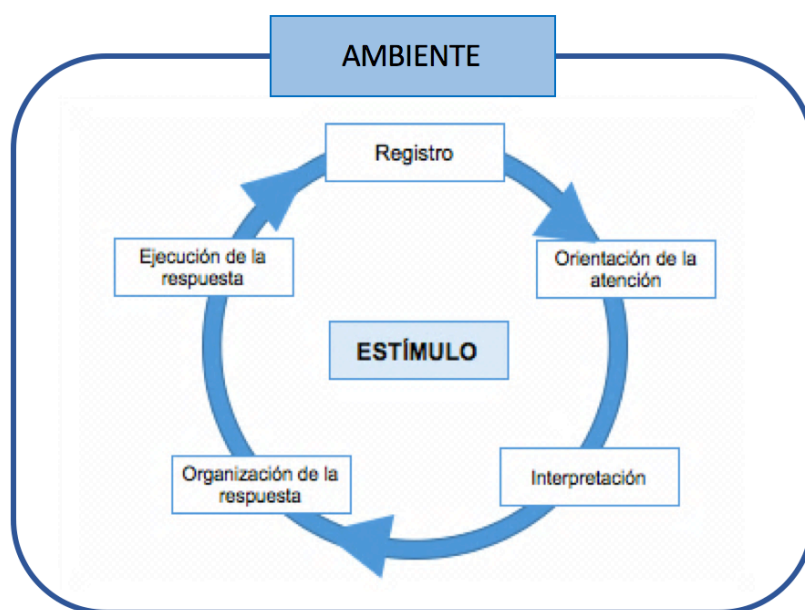 AMBIENTE
Registro
Orientación de la
atención
Interpretación
Organización de la
respuesta
Ejecución de la
respuesta
ESTÍMULO